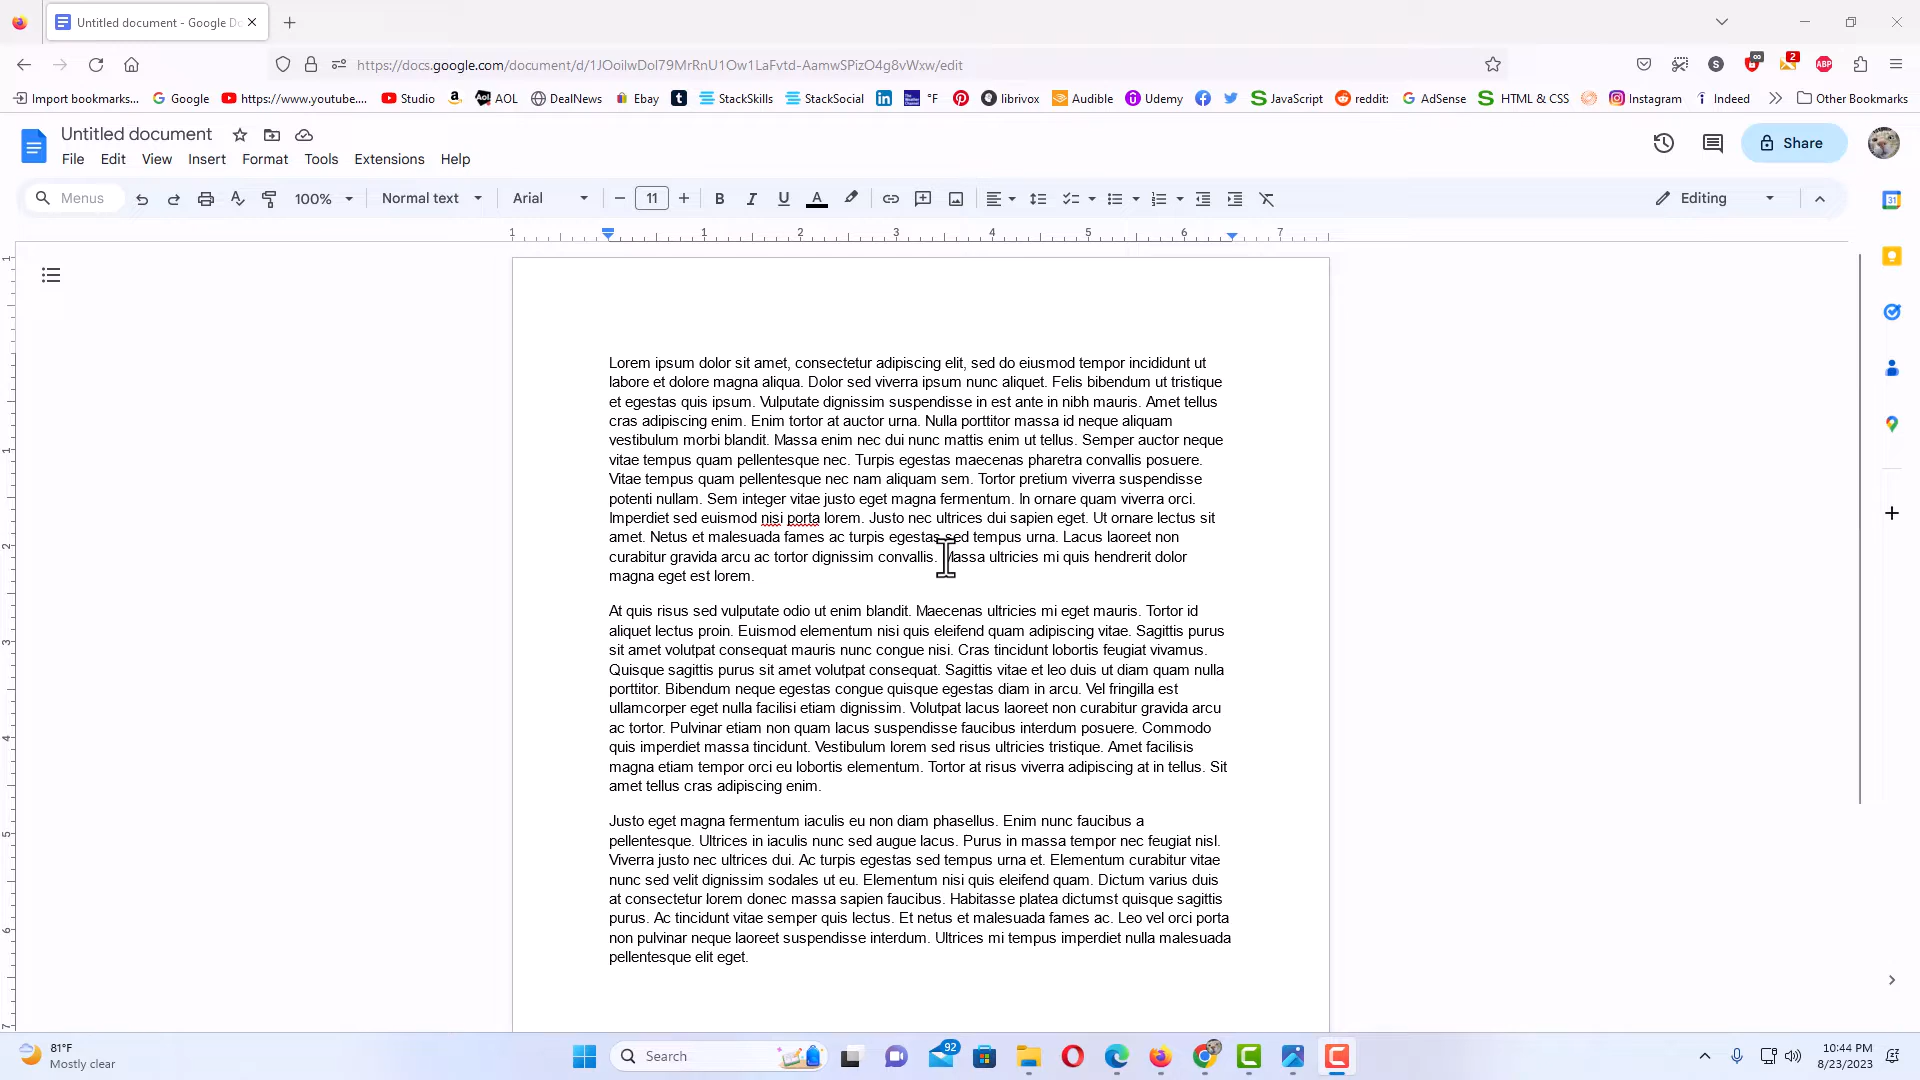 Untitled document - Google Do
https://docs.google.com/document/d/1JOoilwDol79MrRnU1Ow1LaFvtd-AamwSPizO4g8vWxw/edit
Import bookmarks... Google https://www.youtube.... Studio AOL DealNews Ebay °F StackSkills StackSocial librivox Audible Udemy JavaScript reddit: AdSense HTML & CSS Instagram Indeed Other Bookmarks
Untitled document
File Edit View Insert Format Tools Extensions Help
Share
Menus 100% Normal text Arial 11 B I U A Editing
1 1 2 3 4 5 6 7
Lorem ipsum dolor sit amet, consectetur adipiscing elit, sed do eiusmod tempor incididunt ut
labore et dolore magna aliqua. Dolor sed viverra ipsum nunc aliquet. Felis bibendum ut tristique
et egestas quis ipsum. Vulputate dignissim suspendisse in est ante in nibh mauris. Amet tellus
cras adipiscing enim. Enim tortor at auctor urna. Nulla porttitor massa id neque aliquam
vestibulum morbi blandit. Massa enim nec dui nunc mattis enim ut tellus. Semper auctor neque
vitae tempus quam pellentesque nec. Turpis egestas maecenas pharetra convallis posuere.
Vitae tempus quam pellentesque nec nam aliquam sem. Tortor pretium viverra suspendisse
potenti nullam. Sem integer vitae justo eget magna fermentum. In ornare quam viverra orci.
Imperdiet sed euismod nisi porta lorem. Justo nec ultrices dui sapien eget. Ut ornare lectus sit
amet. Netus et malesuada fames ac turpis egestas sed tempus urna. Lacus laoreet non
curabitur gravida arcu ac tortor dignissim convallis. Massa ultricies mi quis hendrerit dolor
magna eget est lorem.
At quis risus sed vulputate odio ut enim blandit. Maecenas ultricies mi eget mauris. Tortor id
aliquet lectus proin. Euismod elementum nisi quis eleifend quam adipiscing vitae. Sagittis purus
sit amet volutpat consequat mauris nunc congue nisi. Cras tincidunt lobortis feugiat vivamus.
Quisque sagittis purus sit amet volutpat consequat. Sagittis vitae et leo duis ut diam quam nulla
porttitor. Bibendum neque egestas congue quisque egestas diam in arcu. Vel fringilla est
ullamcorper eget nulla facilisi etiam dignissim. Volutpat lacus laoreet non curabitur gravida arcu
ac tortor. Pulvinar etiam non quam lacus suspendisse faucibus interdum posuere. Commodo
quis imperdiet massa tincidunt. Vestibulum lorem sed risus ultricies tristique. Amet facilisis
magna etiam tempor orci eu lobortis elementum. Tortor at risus viverra adipiscing at in tellus. Sit
amet tellus cras adipiscing enim.
Justo eget magna fermentum iaculis eu non diam phasellus. Enim nunc faucibus a
pellentesque. Ultrices in iaculis nunc sed augue lacus. Purus in massa tempor nec feugiat nisl.
Viverra justo nec ultrices dui. Ac turpis egestas sed tempus urna et. Elementum curabitur vitae
nunc sed velit dignissim sodales ut eu. Elementum nisi quis eleifend quam. Dictum varius duis
at consectetur lorem donec massa sapien faucibus. Habitasse platea dictumst quisque sagittis
purus. Ac tincidunt vitae semper quis lectus. Et netus et malesuada fames ac. Leo vel orci porta
non pulvinar neque laoreet suspendisse interdum. Ultrices mi tempus imperdiet nulla malesuada
pellentesque elit eget.
81°F
Mostly clear
Search
92
10:44 PM
8/23/2023